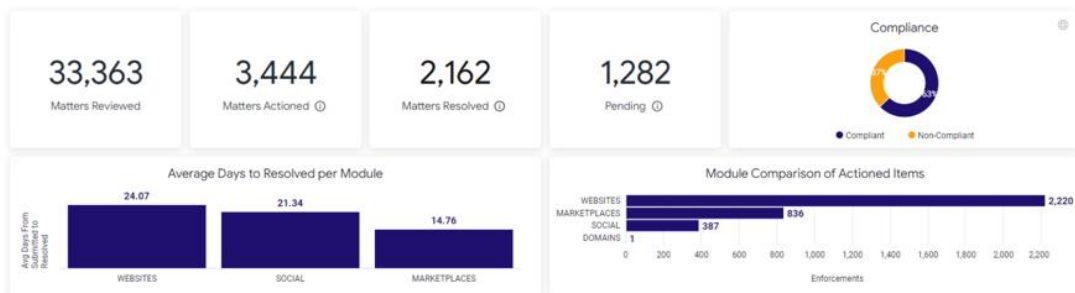 33,363
Matters Reviewed
3,444
Matters Actioned
2,162
Matters Resolved
1,282
Pending
Compliance
37%
63%
Compliant
Non-Compliant
Average Days to Resolved per Module
Avg Days From
Submitted to
Resolved
24.07
21.34
14.76
WEBSITES
SOCIAL
MARKETPLACES
Module Comparison of Actioned Items
WEBSITES 2,220
MARKETPLACES 836
SOCIAL 387
DOMAINS 1
0 200 400 600 800 1,000 1,200 1,400 1,600 1,800 2,000 2,200
Enforcements